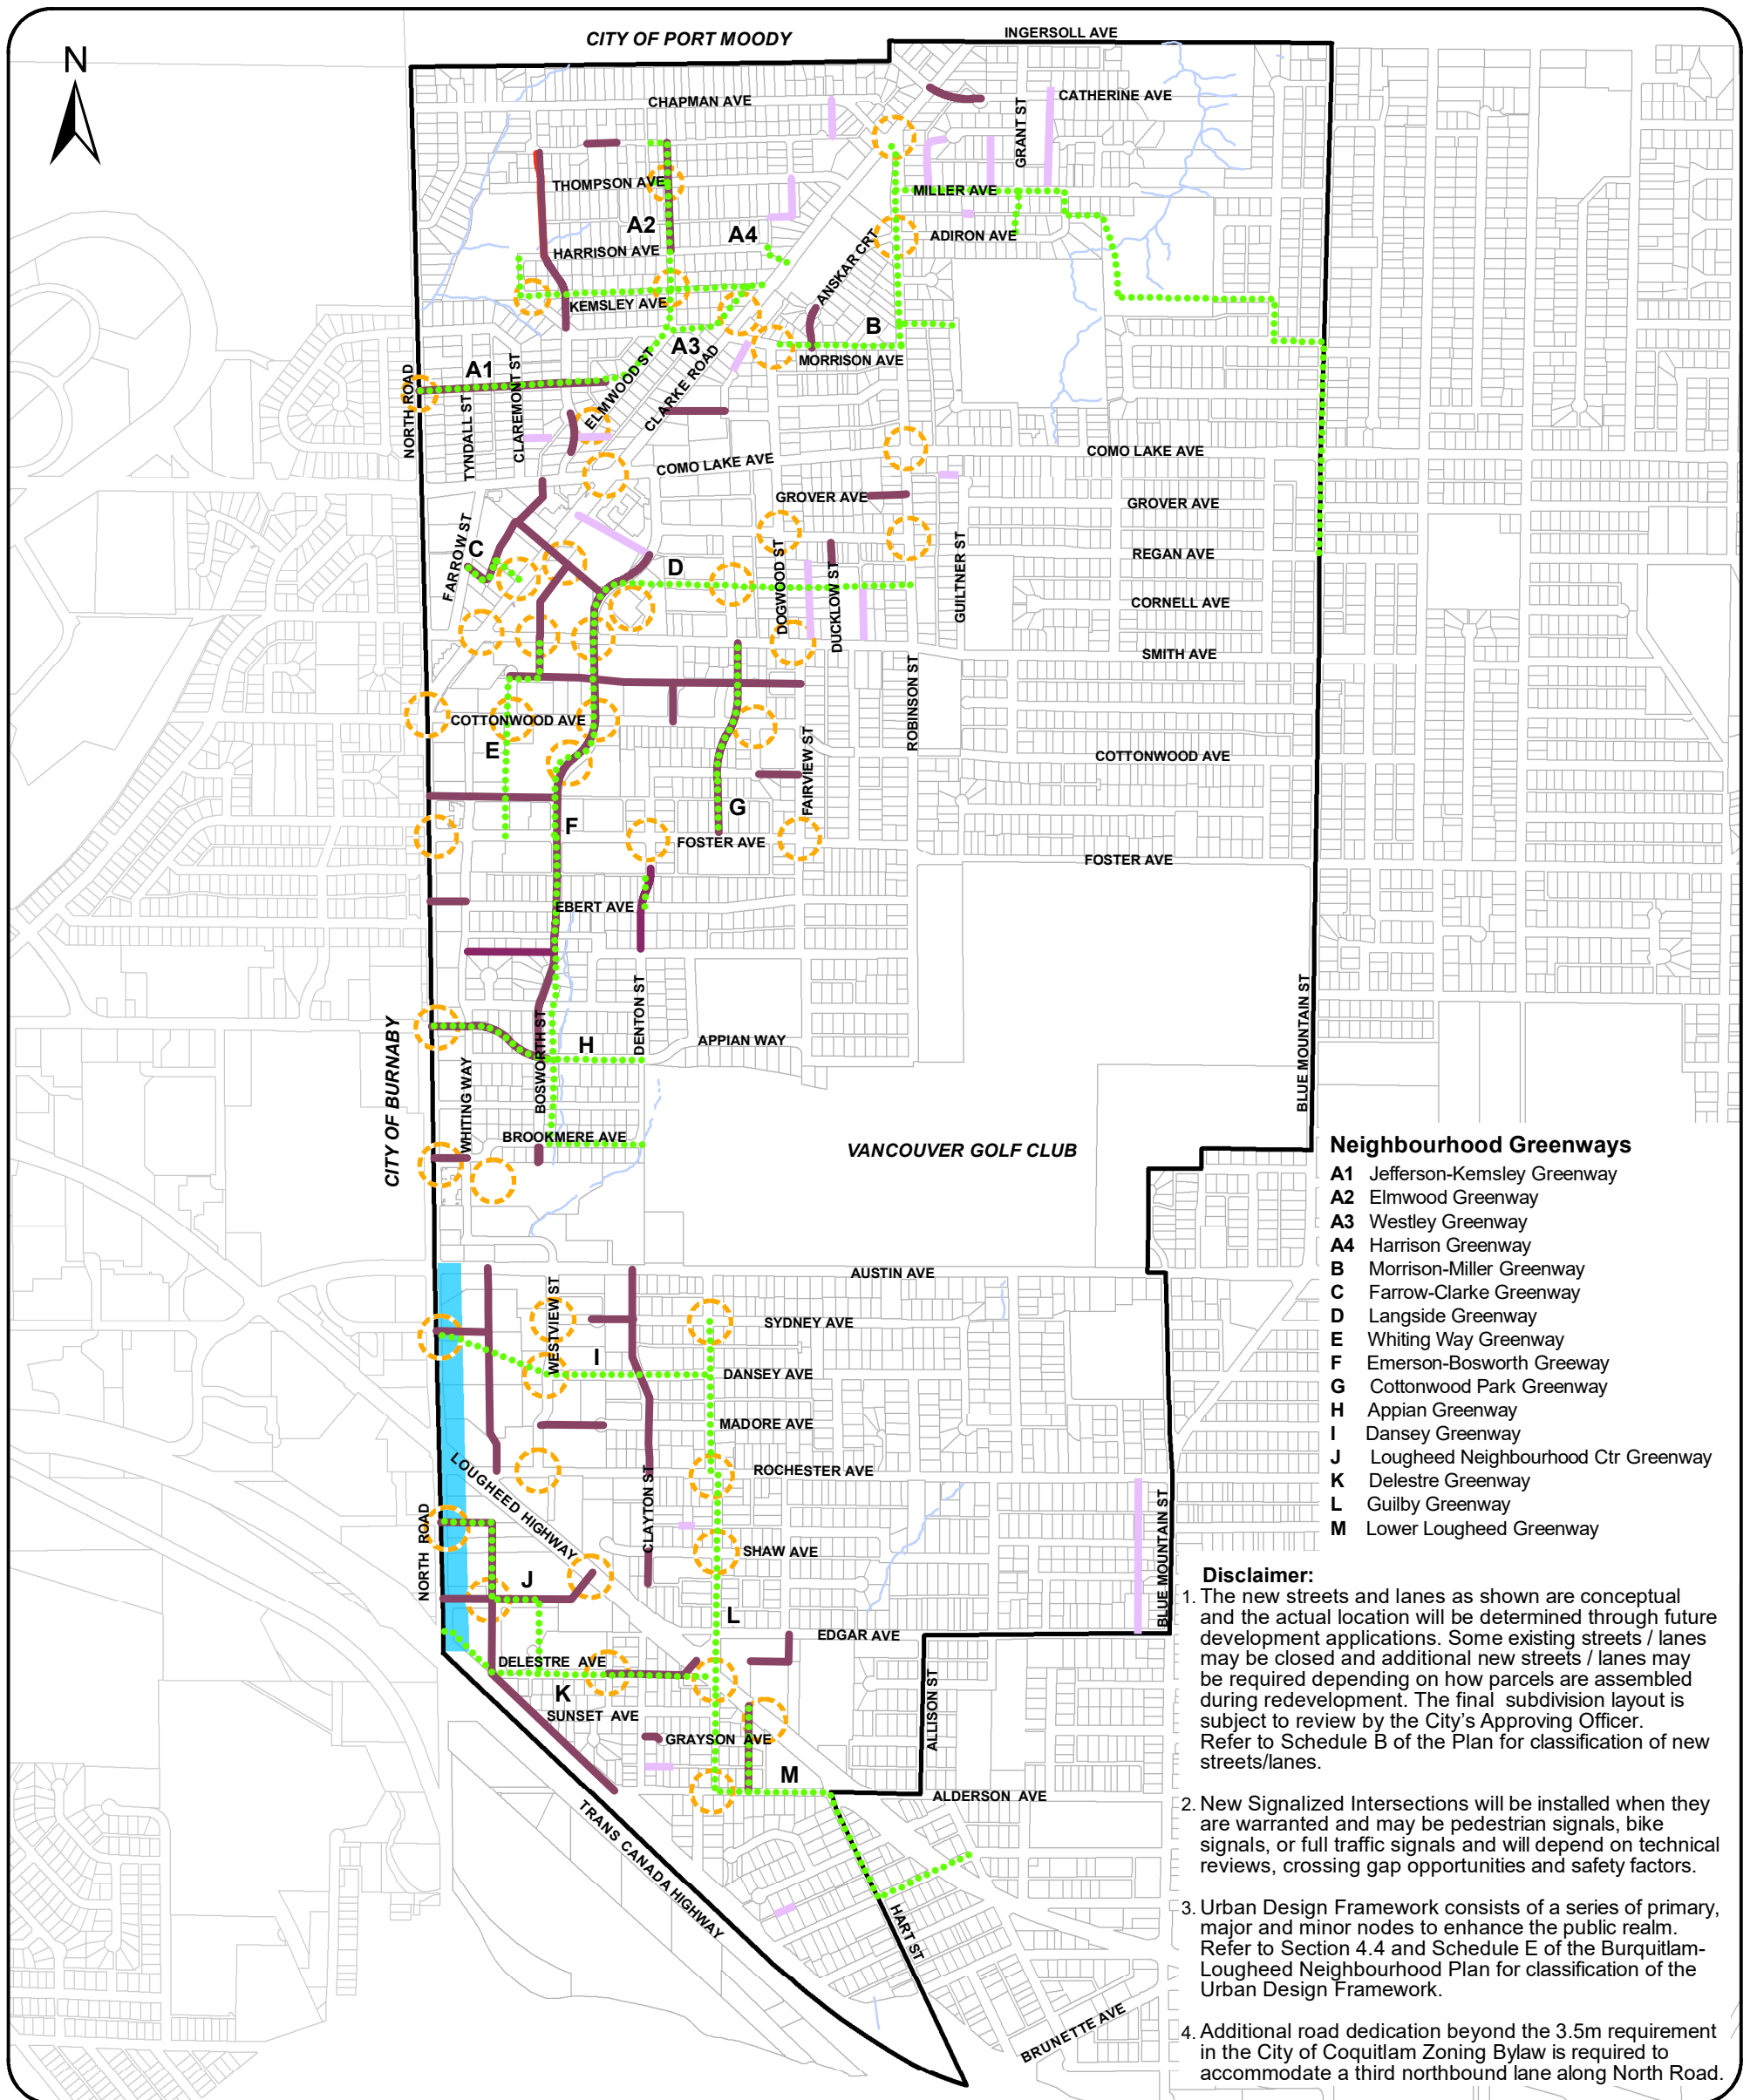 CITY OF PORT MOODY
INGERSOLL AVE
N
CHAPMAN AVE
CATHERINE AVE
GRANT ST
THOMPSON AVE
MILLER AVE
A2
A4
ADIRON AVE
HARRISON AVE
ANSKAR CRT
KEMSLEY AVE
B
A3
MORRISON AVE
A1
NORTH ROAD
TYNDALL ST
CLAREMONT ST
ELMWOOD ST
CLARKE ROAD
COMO LAKE AVE
COMO LAKE AVE
GROVER AVE
GROVER AVE
FARROW ST
C
D
DOGWOOD ST
DUCKLOW ST
GUILTNER ST
REGAN AVE
CORNELL AVE
SMITH AVE
ROBINSON ST
COTTONWOOD AVE
E
FAIRVIEW ST
COTTONWOOD AVE
G
F
FOSTER AVE
FOSTER AVE
EBERT AVE
BLUE MOUNTAIN ST
CITY OF BURNABY
WHITING WAY
BOSWORTH ST
H
DENTON ST
APPIAN WAY
BROOKMERE AVE
VANCOUVER GOLF CLUB
Neighbourhood Greenways
A1 Jefferson-Kemsley Greenway
A2 Elmwood Greenway
A3 Westley Greenway
A4 Harrison Greenway
B Morrison-Miller Greenway
C Farrow-Clarke Greenway
D Langside Greenway
E Whiting Way Greenway
F Emerson-Bosworth Greeway
G Cottonwood Park Greenway
H Appian Greenway
I Dansey Greenway
J Lougheed Neighbourhood Ctr Greenway
K Delestre Greenway
L Guilby Greenway
M Lower Lougheed Greenway
AUSTIN AVE
WESTVIEW ST
SYDNEY AVE
I
DANSEY AVE
MADORE AVE
LOUGHEED HIGHWAY
ROCHESTER AVE
CLAYTON ST
NORTH ROAD
SHAW AVE
BLUE MOUNTAIN ST
J
L
EDGAR AVE
DELESTRE AVE
K
SUNSET AVE
ALLISON ST
GRAYSON AVE
M
ALDERSON AVE
TRANS CANADA HIGHWAY
HART ST
BRUNETTE AVE
Disclaimer:
1. The new streets and lanes as shown are conceptual
and the actual location will be determined through future
development applications. Some existing streets / lanes
may be closed and additional new streets / lanes may
be required depending on how parcels are assembled
during redevelopment. The final subdivision layout is
subject to review by the City's Approving Officer.
Refer to Schedule B of the Plan for classification of new
streets/lanes.
2. New Signalized Intersections will be installed when they
are warranted and may be pedestrian signals, bike
signals, or full traffic signals and will depend on technical
reviews, crossing gap opportunities and safety factors.
3. Urban Design Framework consists of a series of primary,
major and minor nodes to enhance the public realm.
Refer to Section 4.4 and Schedule E of the Burquitlam-
Lougheed Neighbourhood Plan for classification of the
Urban Design Framework.
4. Additional road dedication beyond the 3.5m requirement
in the City of Coquitlam Zoning Bylaw is required to
accommodate a third northbound lane along North Road.